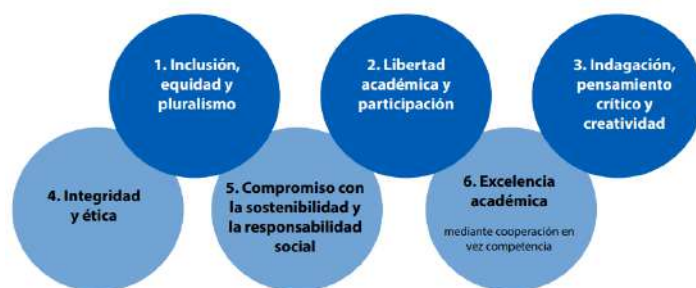 1. Inclusión,
equidad y
pluralismo
2. Libertad
académica y
participación
3. Indagación,
pensamiento
crítico y
creatividad
4. Integridad
y ética
5. Compromiso con
la sostenibilidad y
la responsabilidad
social
6. Excelencia
académica
mediante cooperación en
vez competencia